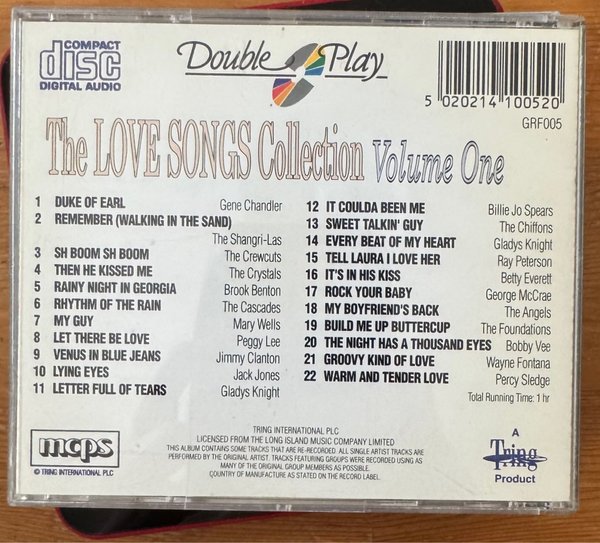 COMPACT
disc
DIGITAL AUDIO
Double Play
5 020214 100520
GRF005
The LOVE SONGS Collection Volume One
1 DUKE OF EARL Gene Chandler
2 REMEMBER (WALKING IN THE SAND)
The Shangri-Las
3 SH BOOM SH BOOM The Crewcuts
4 THEN HE KISSED ME The Crystals
5 RAINY NIGHT IN GEORGIA Brook Benton
6 RHYTHM OF THE RAIN The Cascades
7 MY GUY Mary Wells
8 LET THERE BE LOVE Peggy Lee
9 VENUS IN BLUE JEANS Jimmy Clanton
10 LYING EYES Jack Jones
11 LETTER FULL OF TEARS Gladys Knight
12 IT COULDA BEEN ME Billie Jo Spears
13 SWEET TALKIN' GUY The Chiffons
14 EVERY BEAT OF MY HEART Gladys Knight
15 TELL LAURA I LOVE HER Ray Peterson
16 IT'S IN HIS KISS Betty Everett
17 ROCK YOUR BABY George McCrae
18 MY BOYFRIEND'S BACK The Angels
19 BUILD ME UP BUTTERCUP The Foundations
20 THE NIGHT HAS A THOUSAND EYES Bobby Vee
21 GROOVY KIND OF LOVE Wayne Fontana
22 WARM AND TENDER LOVE Percy Sledge
Total Running Time: 1 hr
mcps
© TRING INTERNATIONAL PLC
TRING INTERNATIONAL PLC
LICENSED FROM THE LONG ISLAND MUSIC COMPANY LIMITED
THIS ALBUM CONTAINS SOME TRACKS THAT ARE RE-RECORDED. ALL SINGLE ARTIST TRACKS ARE
PERFORMED BY THE ORIGINAL ARTIST. TRACKS FEATURING GROUPS WERE RECORDED USING AS
MANY OF THE ORIGINAL GROUP MEMBERS AS POSSIBLE.
COUNTRY OF MANUFACTURE AS STATED ON THE RECORD LABEL.
A
Tring
Product